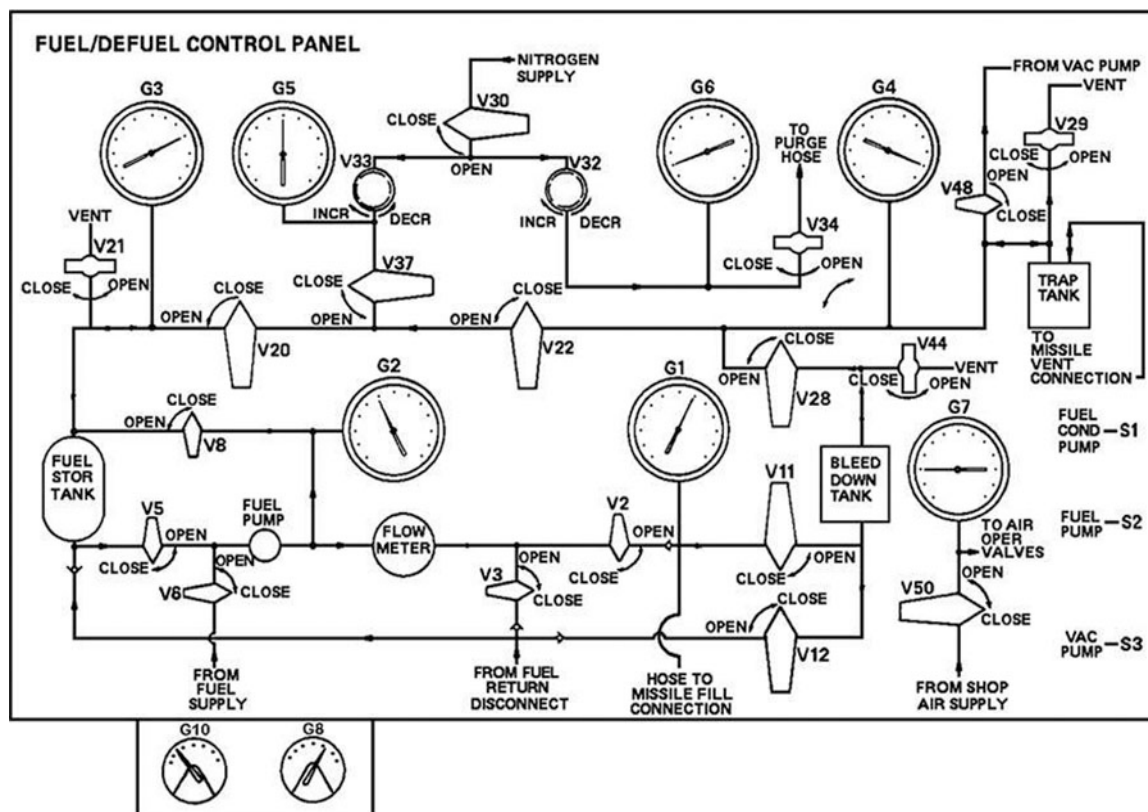 FUEL/DEFUEL CONTROL PANEL
NITROGEN
SUPPLY
FROM VAC PUMP
VENT
G3
G5
G6
G4
V30
CLOSE
OPEN
V29
CLOSE
OPEN
TO
PURGE
HOSE
V33
INCR
DECR
V32
INCR
DECR
V48
OPEN
CLOSE
VENT
V21
CLOSE
OPEN
V34
CLOSE
OPEN
V37
CLOSE
OPEN
TRAP
TANK
CLOSE
OPEN
V20
CLOSE
OPEN
V22
TO
MISSILE
VENT
CONNECTION
CLOSE
OPEN
V28
V44
CLOSE
OPEN
VENT
G2
G1
G7
CLOSE
OPEN
V8
FUEL
COND
PUMP
S1
FUEL
STOR
TANK
BLEED
DOWN
TANK
V5
OPEN
CLOSE
FUEL
PUMP
FLOW
METER
V2
OPEN
CLOSE
V11
OPEN
CLOSE
TO AIR
OPER
VALVES
FUEL
PUMP
S2
OPEN
V6
CLOSE
OPEN
V3
CLOSE
OPEN
V50
CLOSE
CLOSE
OPEN
V12
VAC
PUMP
S3
FROM
FUEL
SUPPLY
FROM FUEL
RETURN
DISCONNECT
HOSE TO
MISSILE FILL
CONNECTION
FROM SHOP
AIR SUPPLY
G10
G8